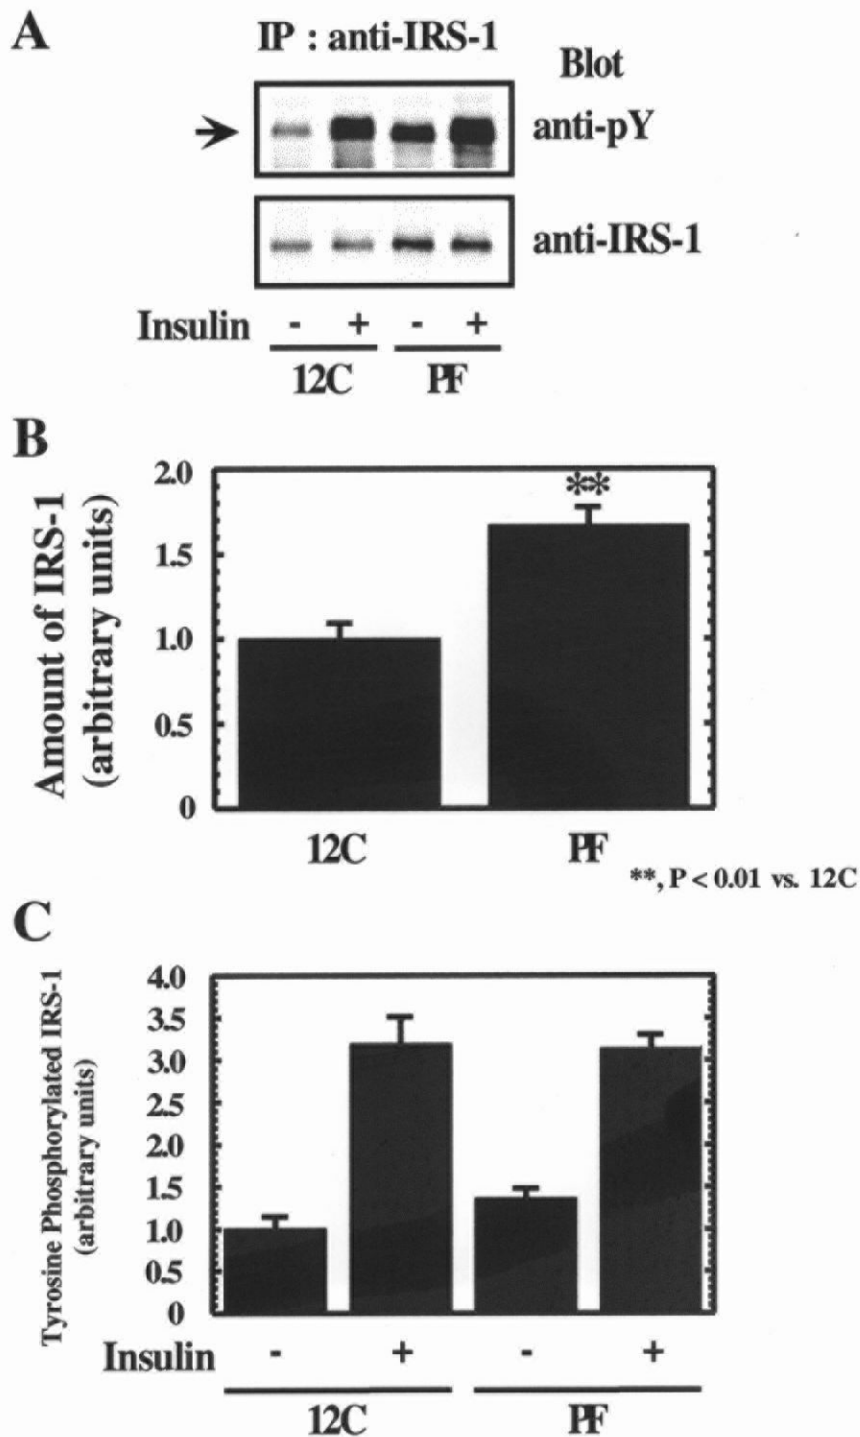 A
IP : anti-IRS-1
Blot
anti-pY
anti-IRS-1
Insulin - + - +
12C PF
B
Amount of IRS-1
(arbitrary units)
2.0
1.5
1.0
0.5
0
**
12C PF
**, P < 0.01 vs. 12C
C
Tyrosine Phosphorylated IRS-1
(arbitrary units)
4.0
3.5
3.0
2.5
2.0
1.5
1.0
0.5
0
Insulin - + - +
12C PF